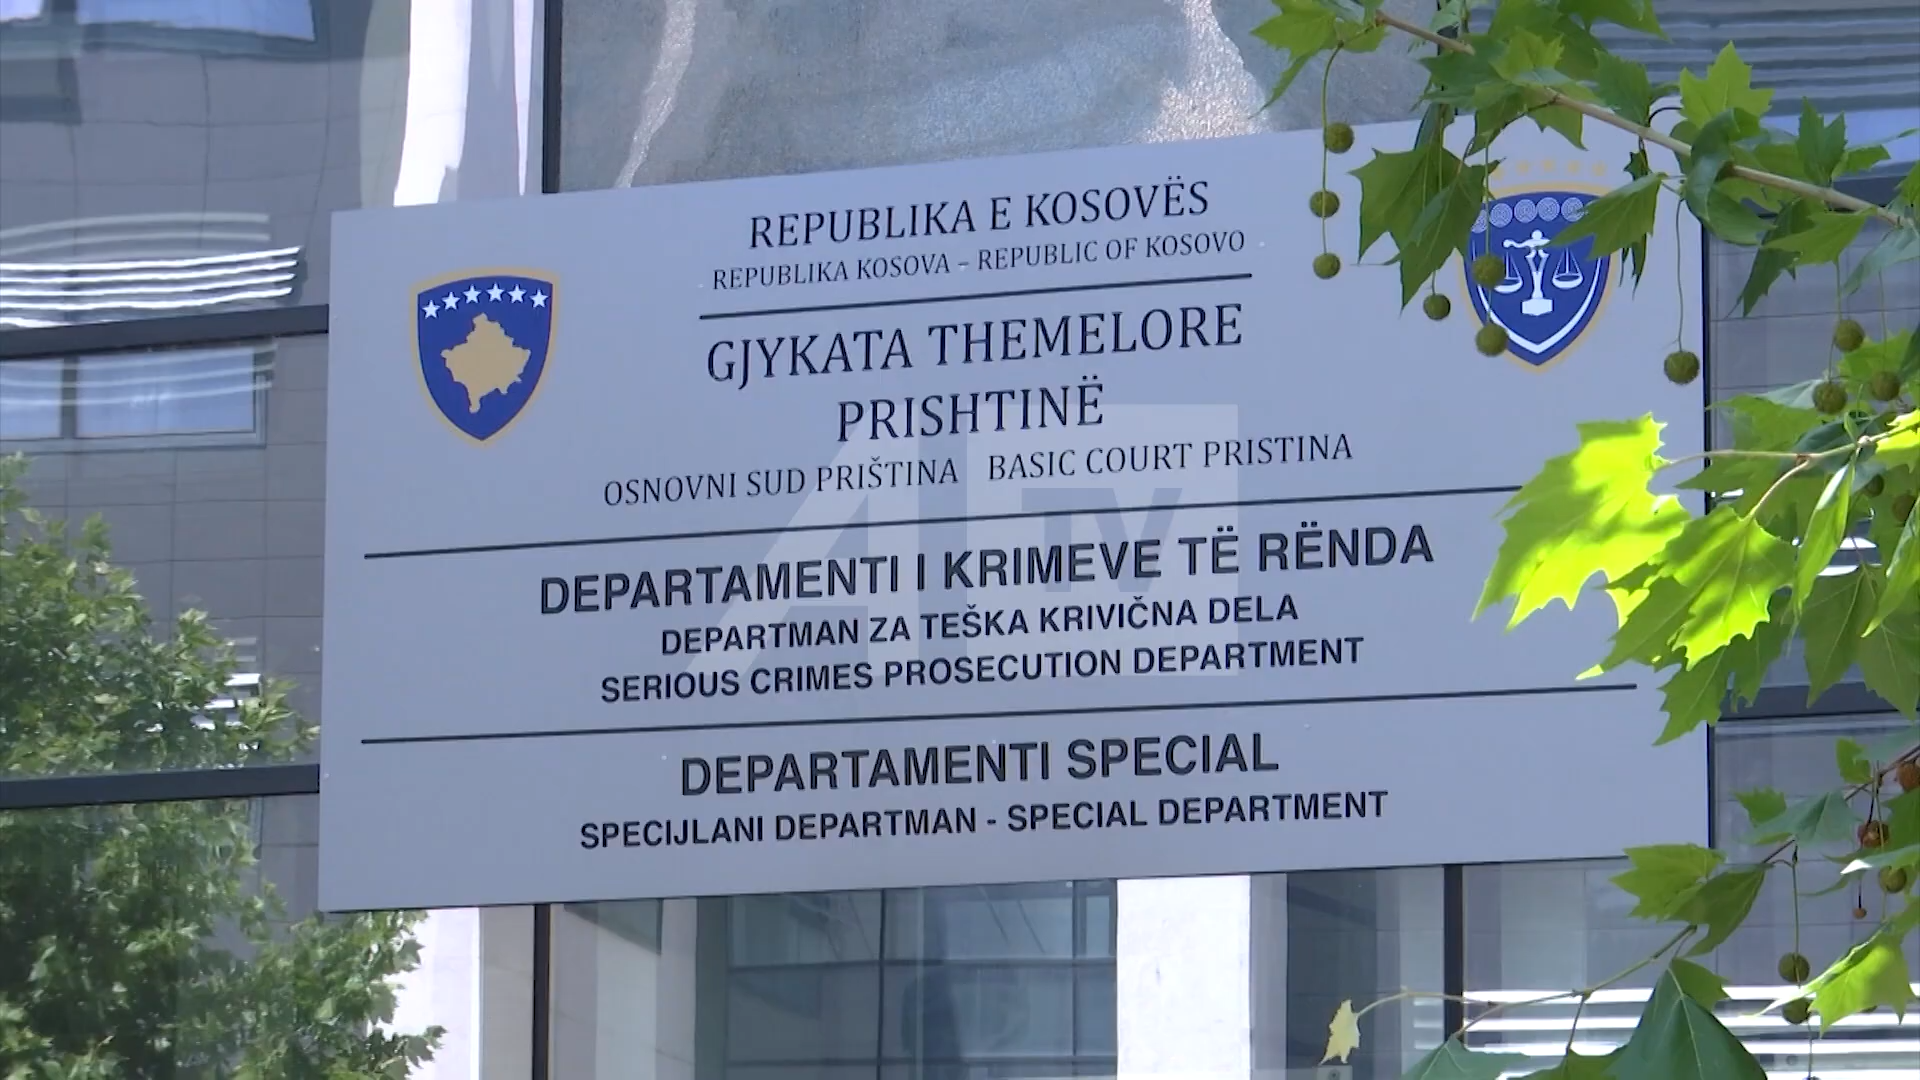 REPUBLIKA E KOSOVËS
REPUBLIKA KOSOVA – REPUBLIC OF KOSOVO
GJYKATA THEMELORE
PRISHTINË
OSNOVNI SUD PRIŠTINA BASIC COURT PRISTINA
DEPARTAMENTI I KRIMEVE TË RËNDA
DEPARTMAN ZA TEŠKA KRIVIČNA DELA
SERIOUS CRIMES PROSECUTION DEPARTMENT
DEPARTAMENTI SPECIAL
SPECIJLANI DEPARTMAN - SPECIAL DEPARTMENT
ATV